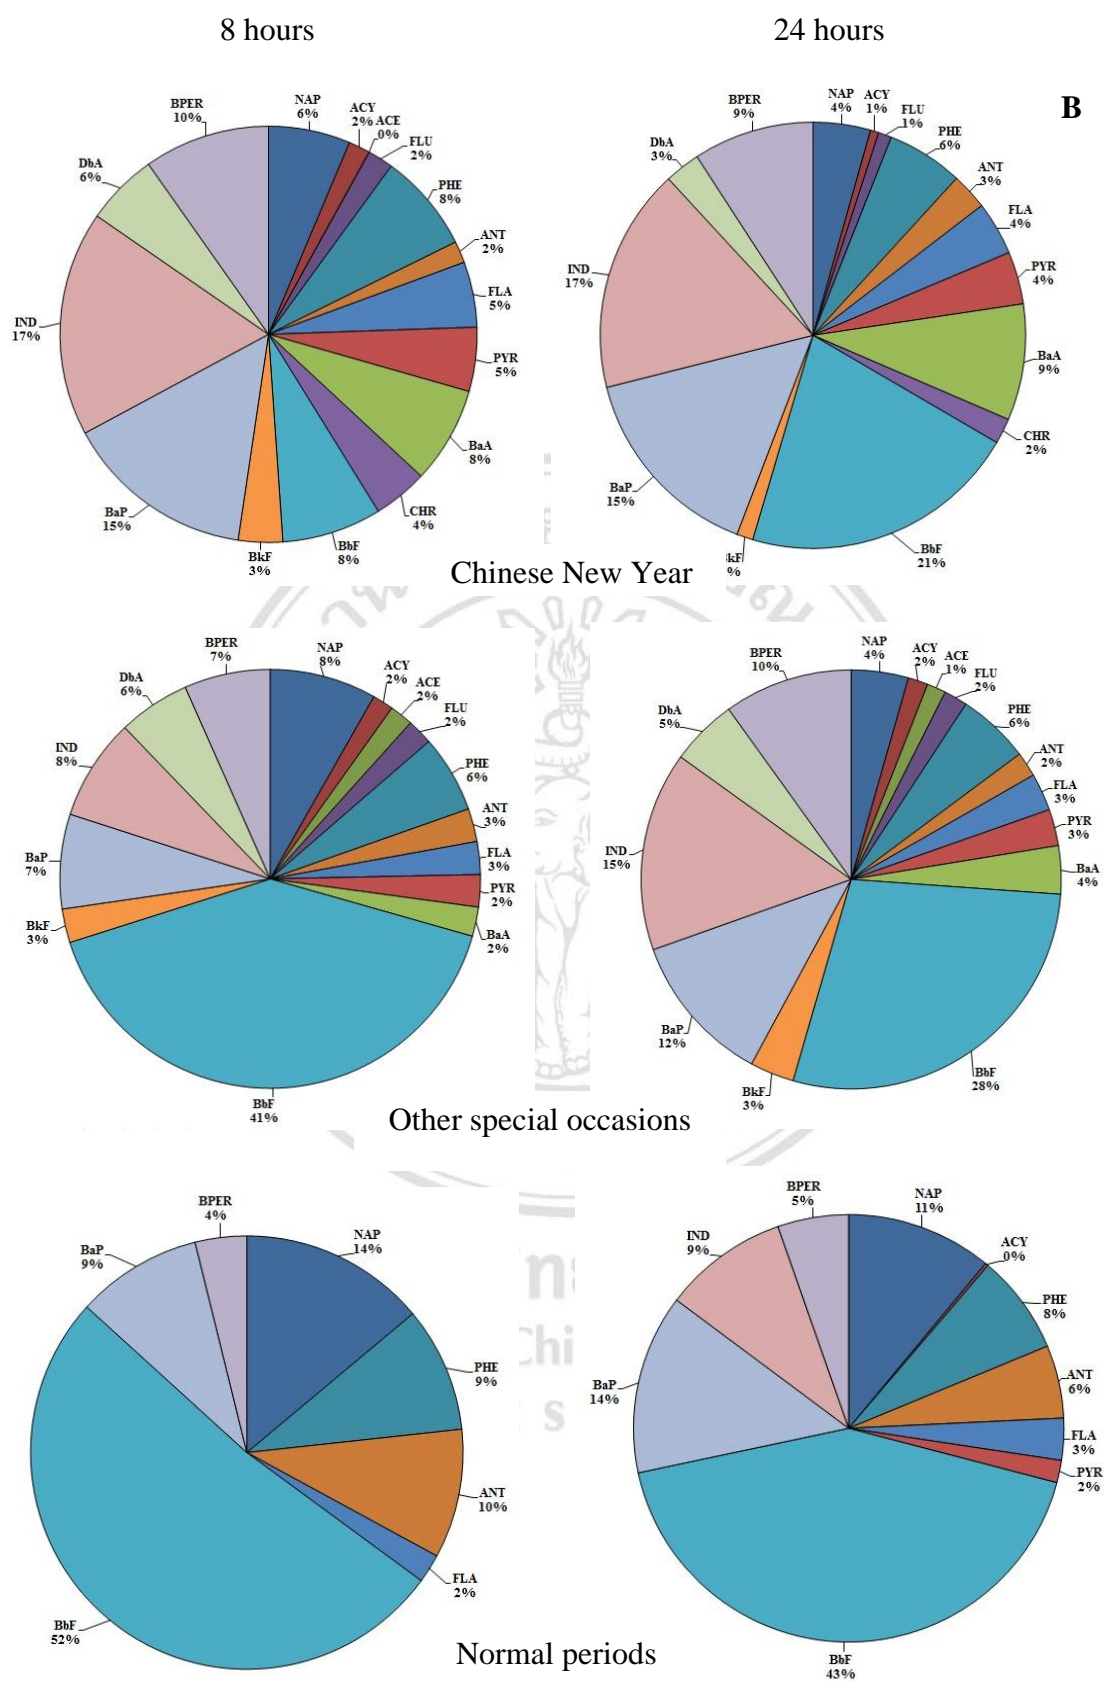 8 hours
24 hours
B
NAP
6%
ACY
2%
ACE
0%
FLU
2%
PHE
8%
ANT
2%
FLA
5%
PYR
5%
BaA
8%
CHR
4%
BbF
8%
BkF
3%
BaP
15%
IND
17%
DbA
6%
BPER
10%
NAP
4%
ACY
1%
FLU
1%
PHE
6%
ANT
3%
FLA
4%
PYR
4%
BaA
9%
CHR
2%
BbF
21%
kF
%
BaP
15%
IND
17%
DbA
3%
BPER
9%
Chinese New Year
NAP
8%
ACY
2%
ACE
2%
FLU
2%
PHE
6%
ANT
3%
FLA
3%
PYR
2%
BaA
2%
BbF
41%
BkF
3%
BaP
7%
IND
8%
DbA
6%
BPER
7%
NAP
4%
ACY
2%
ACE
1%
FLU
2%
PHE
6%
ANT
2%
FLA
3%
PYR
3%
BaA
4%
BbF
28%
BkF
3%
BaP
12%
IND
15%
DbA
5%
BPER
10%
Other special occasions
NAP
14%
PHE
9%
ANT
10%
FLA
2%
BbF
52%
BaP
9%
BPER
4%
NAP
11%
ACY
0%
PHE
8%
ANT
6%
FLA
3%
PYR
2%
BbF
43%
BaP
14%
IND
9%
BPER
5%
Chi
s
Normal periods